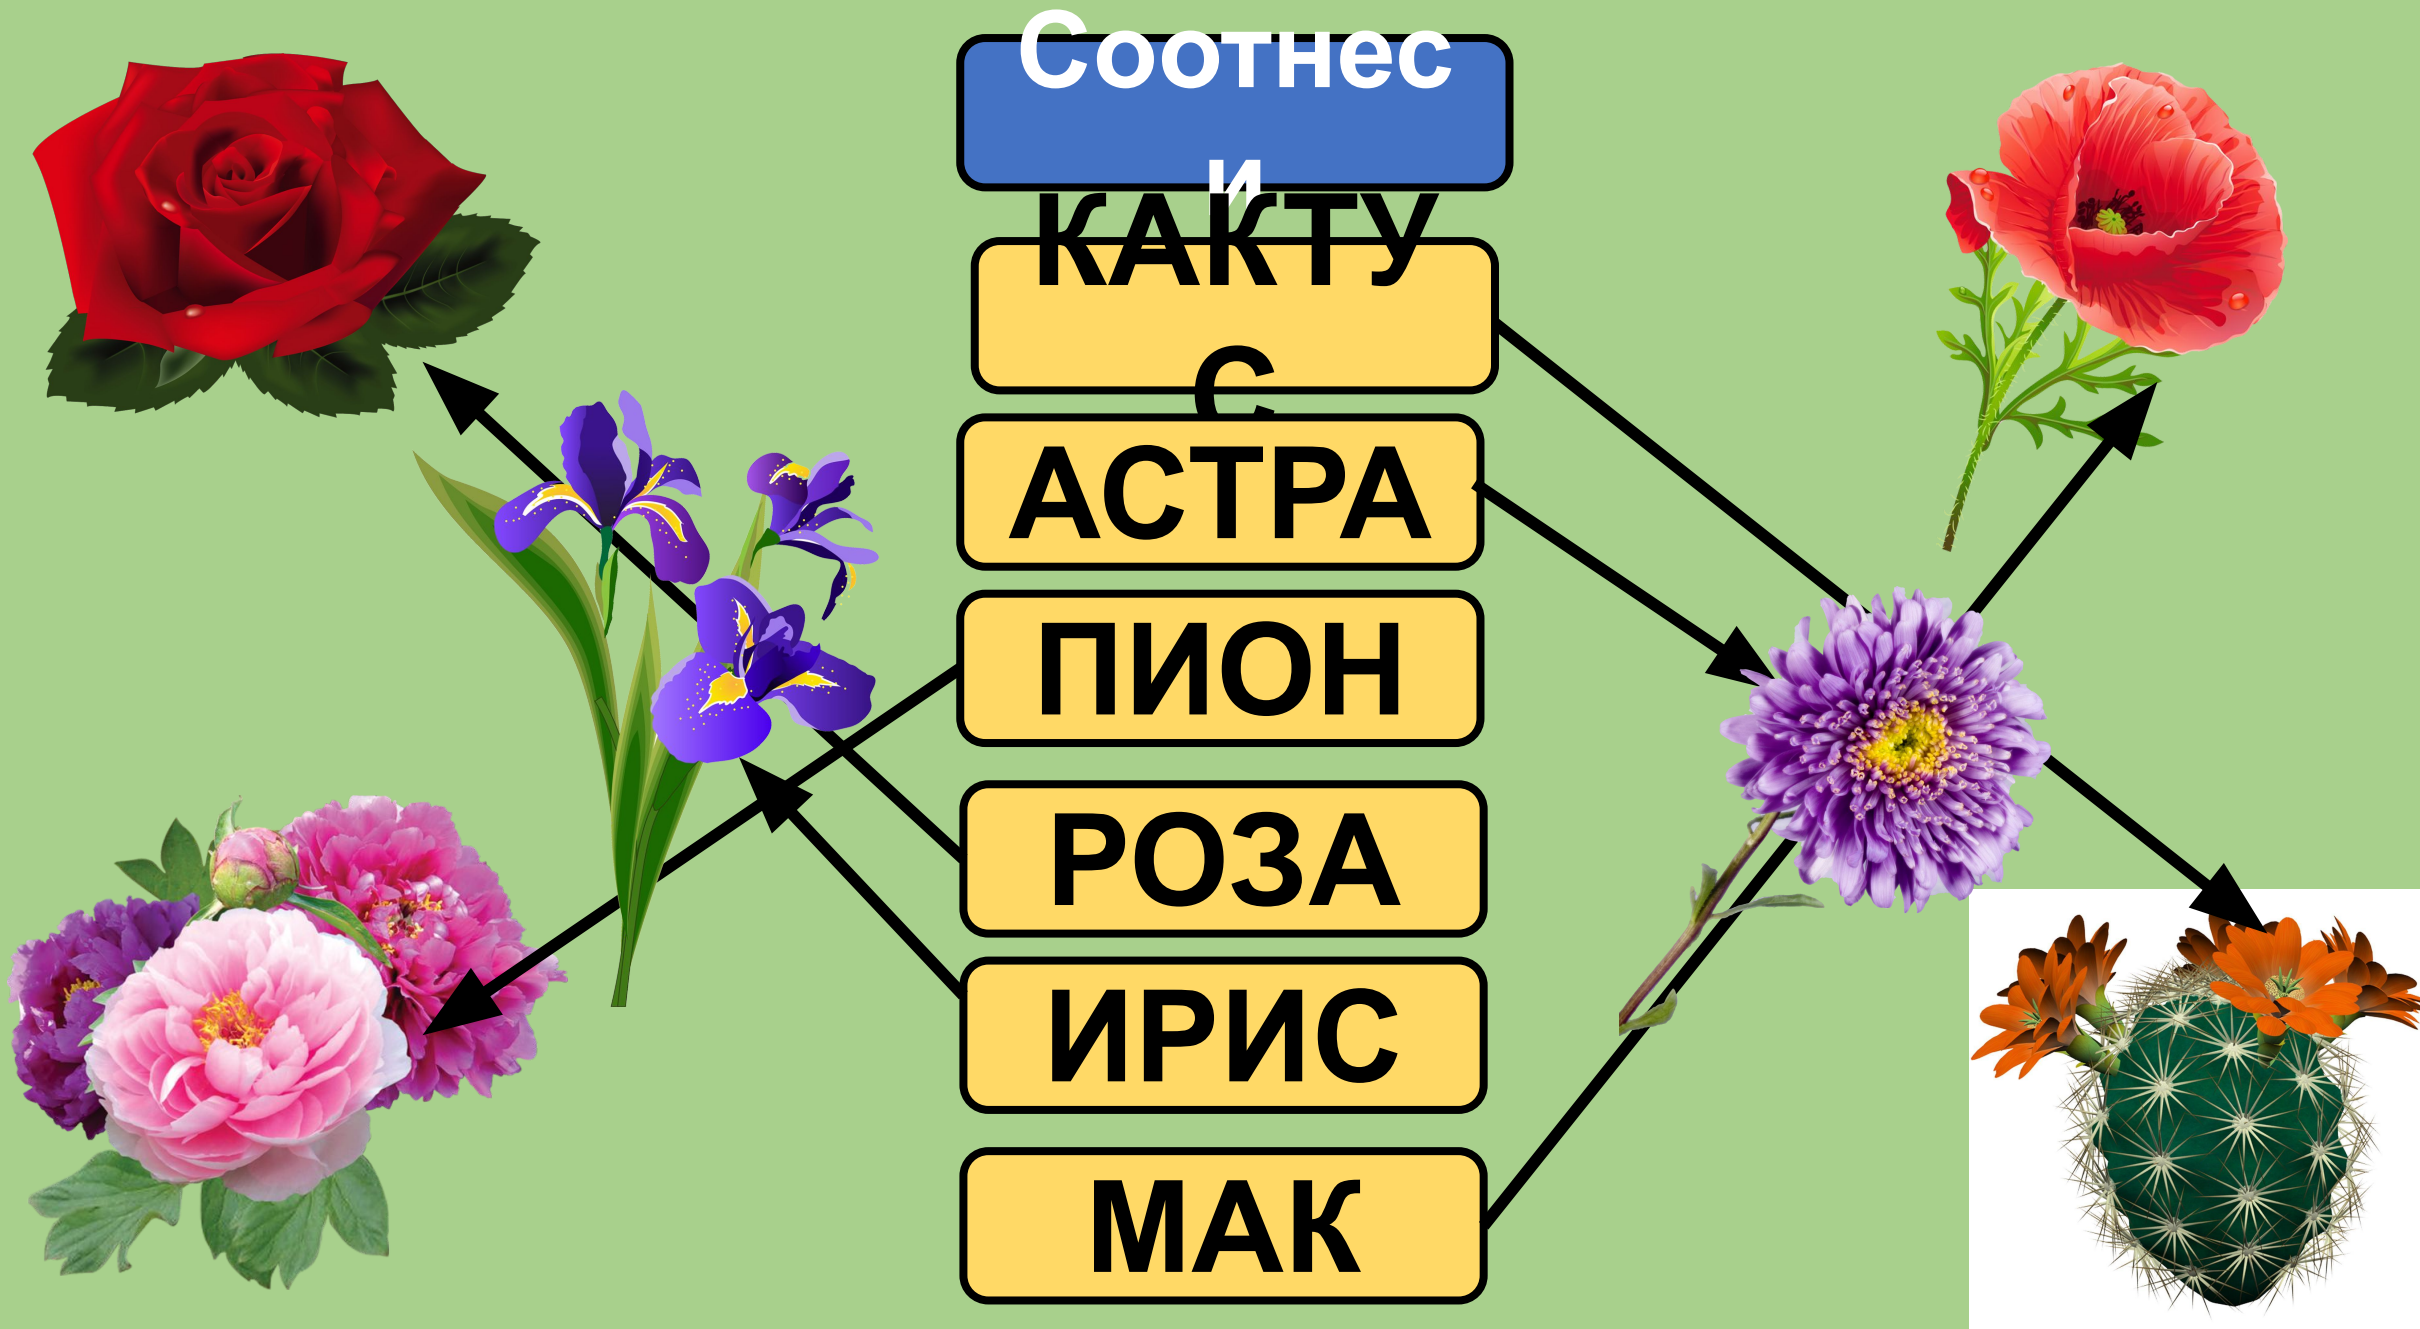 Соотнес
и
КАКТУ
С
АСТРА
ПИОН
РОЗА
ИРИС
МАК